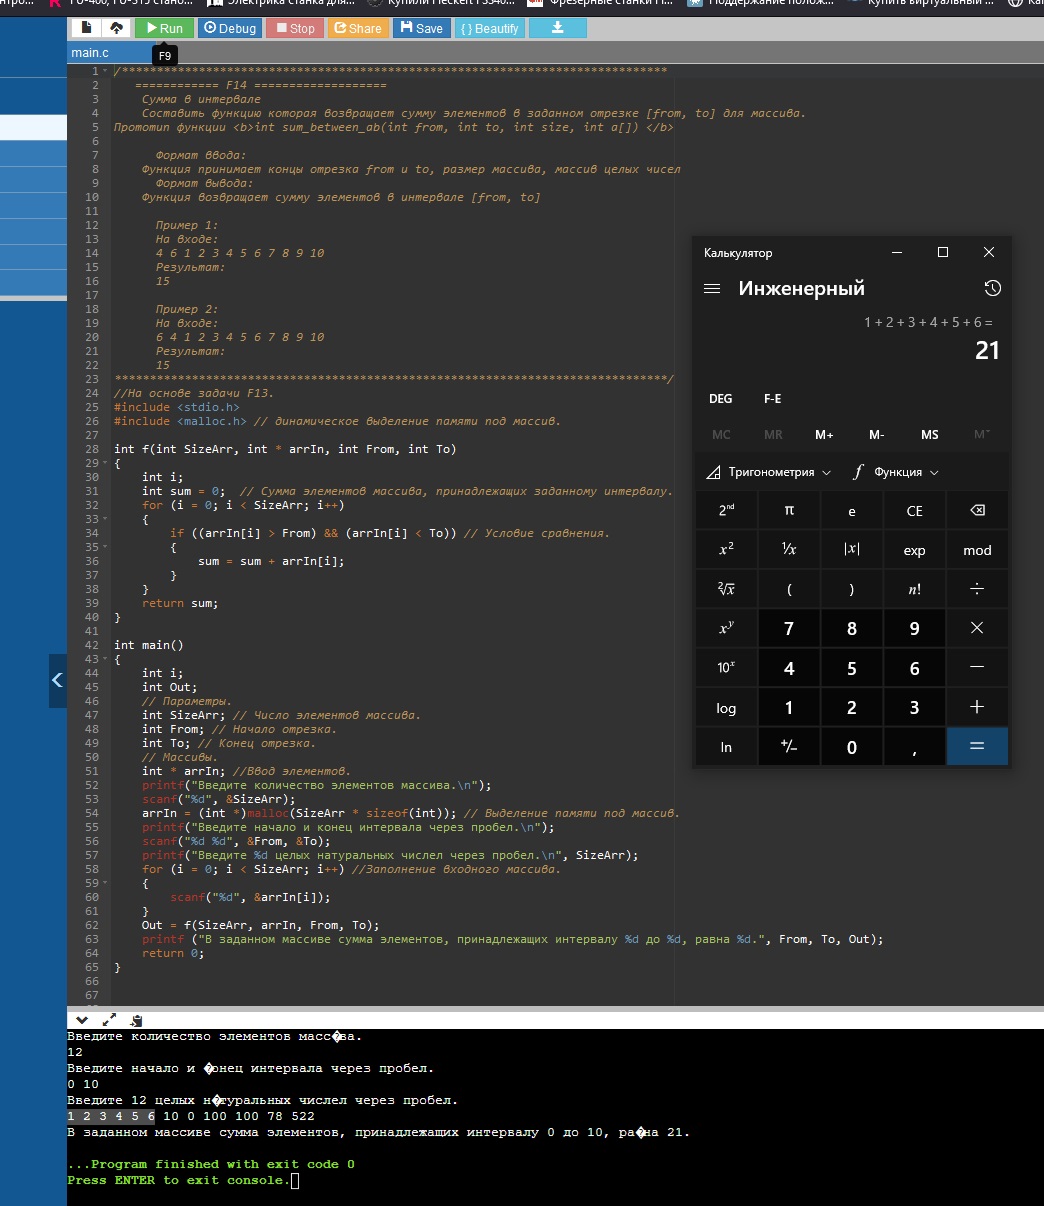 Электрика станка для...
Купили Heckert FS340...
Фрезерные станки Г...
Поддержание полож...
Купить виртуальный ...
Run
Debug
Stop
Share
Save
{ } Beautify
main.c
F9
1 /******************************************************************************
2 ============ F14 ===================
3 Сумма в интервале
4 Составить функцию которая возвращает сумму элементов в заданном отрезке [from, to] для массива.
5 Прототип функции <b>int sum_between_ab(int from, int to, int size, int a[]) </b>
6
7 Формат ввода:
8 Функция принимает концы отрезка from и to, размер массива, массив целых чисел
9 Формат вывода:
10 Функция возвращает сумму элементов в интервале [from, to]
11
12 Пример 1:
13 На входе:
14 4 6 1 2 3 4 5 6 7 8 9 10
15 Результат:
16 15
17
18 Пример 2:
19 На входе:
20 6 4 1 2 3 4 5 6 7 8 9 10
21 Результат:
22 15
23 *******************************************************************************/
24 //На основе задачи F13.
25 #include <stdio.h>
26 #include <malloc.h> // динамическое выделение памяти под массив.
27
28 int f(int SizeArr, int * arrIn, int From, int To)
29 {
30 int i;
31 int sum = 0; // Сумма элементов массива, принадлежащих заданному интервалу.
32 for (i = 0; i < SizeArr; i++)
33 {
34 if ((arrIn[i] > From) && (arrIn[i] < To)) // Условие сравнения.
35 {
36 sum = sum + arrIn[i];
37 }
38 }
39 return sum;
40 }
41
42 int main()
43 {
44 int i;
45 int Out;
46 // Параметры.
47 int SizeArr; // Число элементов массива.
48 int From; // Начало отрезка.
49 int To; // Конец отрезка.
50 // Массивы.
51 int * arrIn; //Ввод элементов.
52 printf("Введите количество элементов массива.\n");
53 scanf("%d", &SizeArr);
54 arrIn = (int *)malloc(SizeArr * sizeof(int)); // Выделение памяти под массив.
55 printf("Введите начало и конец интервала через пробел.\n");
56 scanf("%d %d", &From, &To);
57 printf("Введите %d целых натуральных числел через пробел.\n", SizeArr);
58 for (i = 0; i < SizeArr; i++) //Заполнение входного массива.
59 {
60 scanf("%d", &arrIn[i]);
61 }
62 Out = f(SizeArr, arrIn, From, To);
63 printf ("В заданном массиве сумма элементов, принадлежащих интервалу %d до %d, равна %d.", From, To, Out);
64 return 0;
65 }
66
67
Калькулятор
Инженерный
1 + 2 + 3 + 4 + 5 + 6 =
21
DEG F-E
MC MR M+ M- MS M˅
Тригонометрия f Функция
2nd π e CE
x² ¹/x |x| exp mod
²√x ( ) n! ÷
xʸ 7 8 9 ×
10ˣ 4 5 6 −
log 1 2 3 +
ln +/− 0 , =
Введите количество элементов масс�ва.
12
Введите начало и �онец интервала через пробел.
0 10
Введите 12 целых н�туральных числел через пробел.
1 2 3 4 5 6 10 0 100 100 78 522
В заданном массиве сумма элементов, принадлежащих интервалу 0 до 10, ра�на 21.
...Program finished with exit code 0
Press ENTER to exit console.